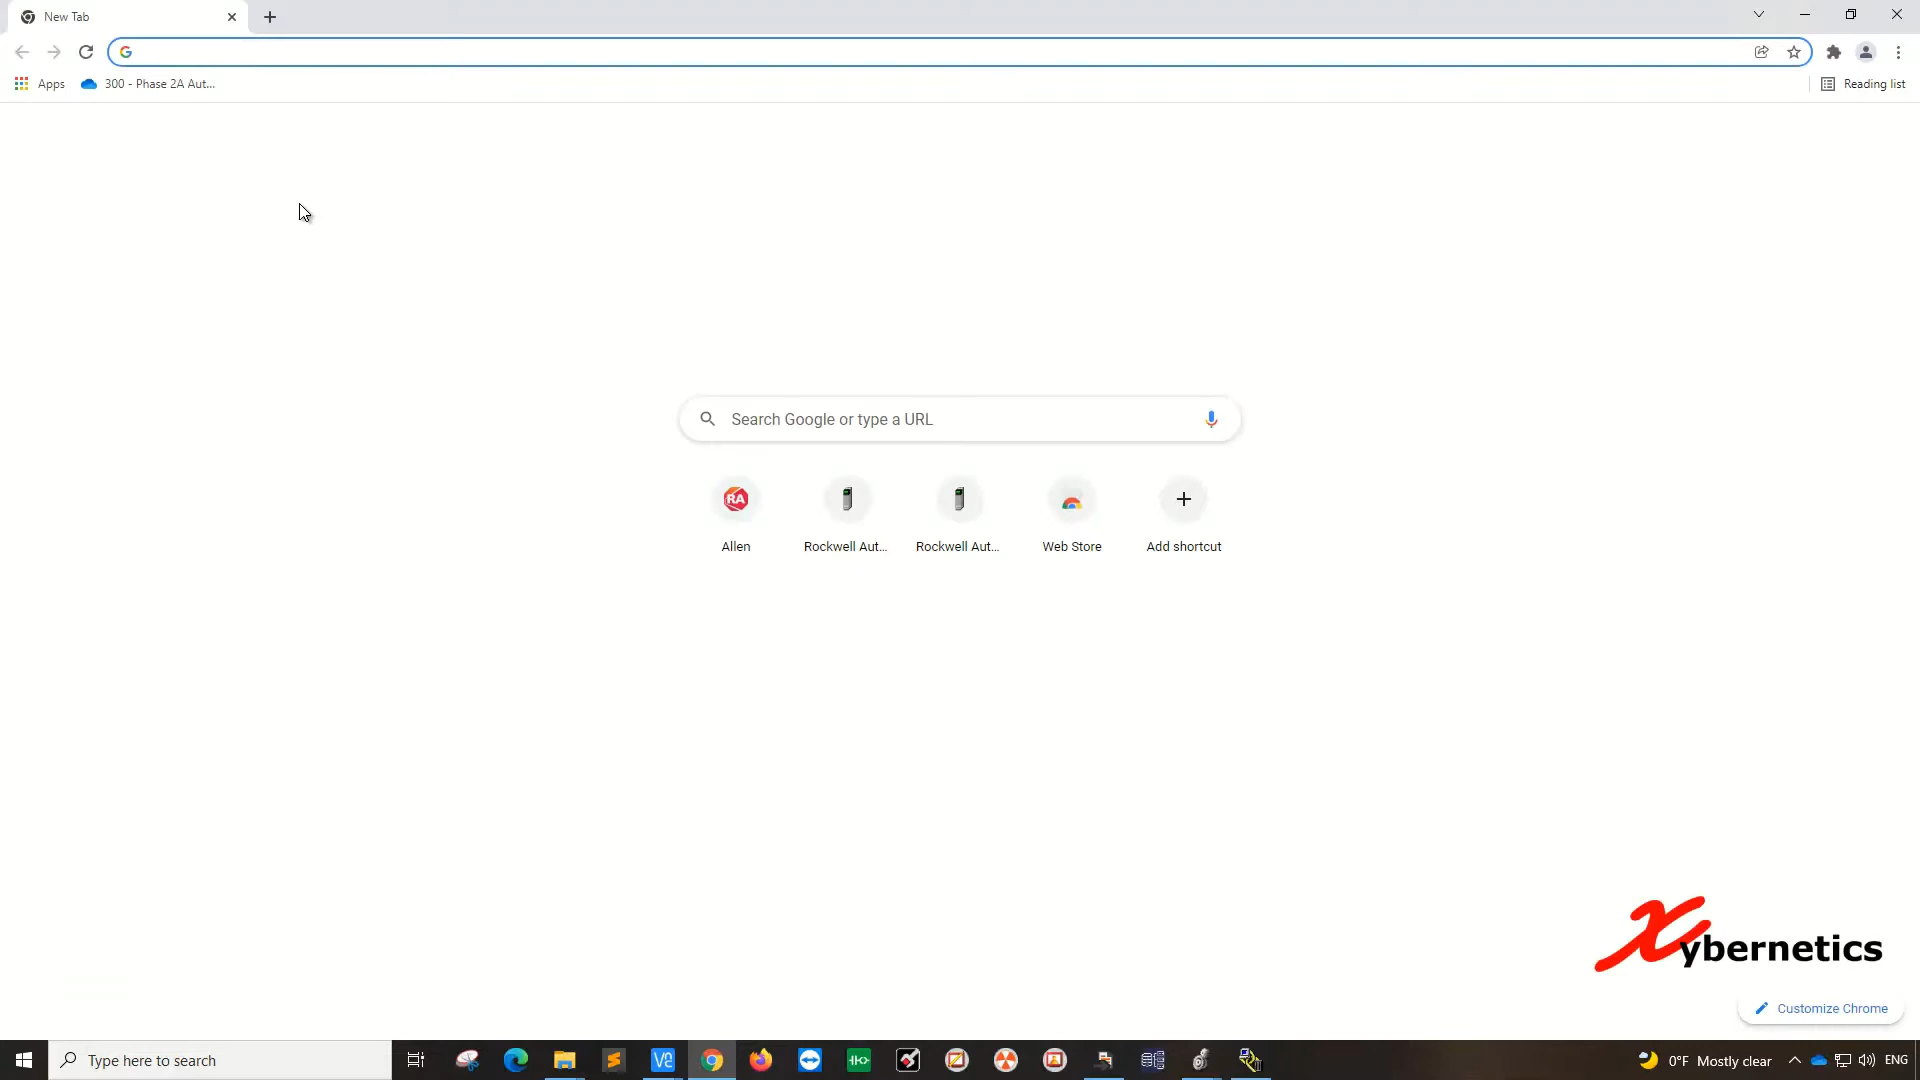 New Tab
Apps
300 - Phase 2A Aut...
Reading list
Search Google or type a URL
Allen
Rockwell Aut...
Rockwell Aut...
Web Store
Add shortcut
Xybernetics
Customize Chrome
Type here to search
0°F Mostly clear
ENG